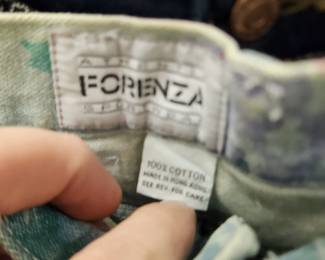 FORENZA
100% COTTON
MADE IN HONG KONG
SEE REV. FOR CARE